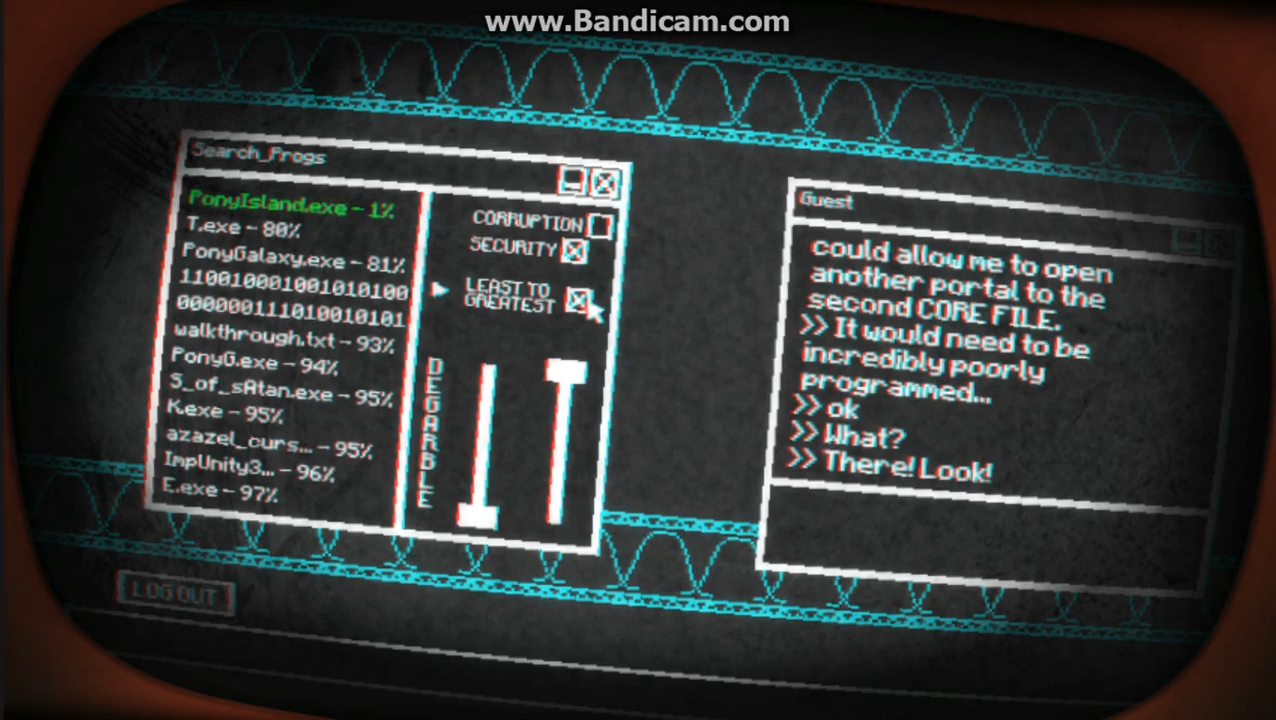 www.Bandicam.com
Search_Progs
PonyIsland.exe - 1%
T.exe - 80%
PonyGalaxy.exe - 81%
110010001001010100
000000111010010101
walkthrough.txt - 93%
PonyG.exe - 94%
S_of_sAtan.exe - 95%
K.exe - 95%
azazel_curs... - 95%
ImpUnity3... - 96%
E.exe - 97%
CORRUPTION
SECURITY
LEAST TO
GREATEST
DEGARBLE
Guest
could allow me to open
another portal to the
second CORE FILE.
>> It would need to be
incredibly poorly
programmed...
>> ok
>> What?
>> There! Look!
LOG OUT